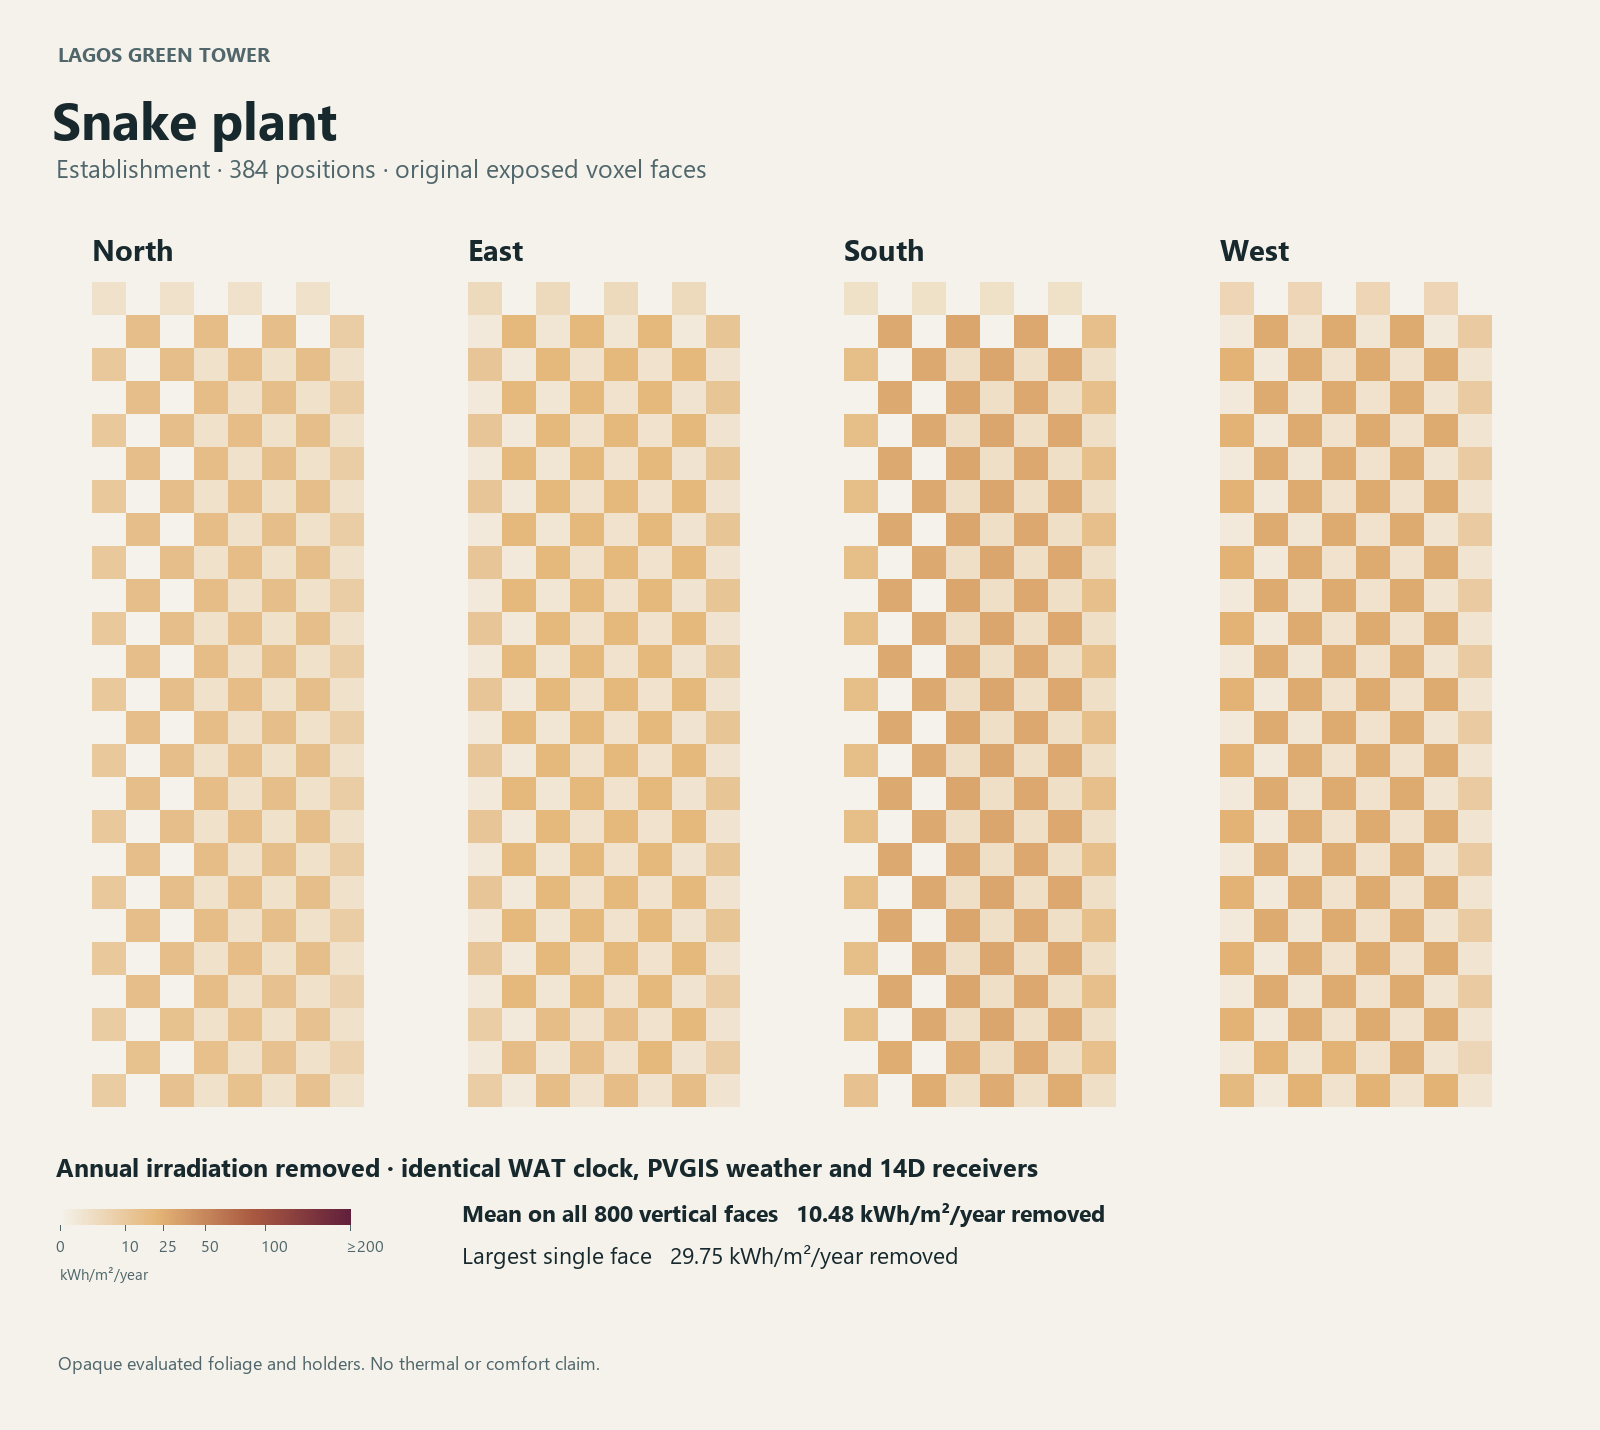 LAGOS GREEN TOWER
Snake plant
Establishment · 384 positions · original exposed voxel faces
North East South West
Annual irradiation removed · identical WAT clock, PVGIS weather and 14D receivers
Mean on all 800 vertical faces 10.48 kWh/m²/year removed
0 10 25 50 100 ≥200
Largest single face 29.75 kWh/m²/year removed
kWh/m²/year
Opaque evaluated foliage and holders. No thermal or comfort claim.